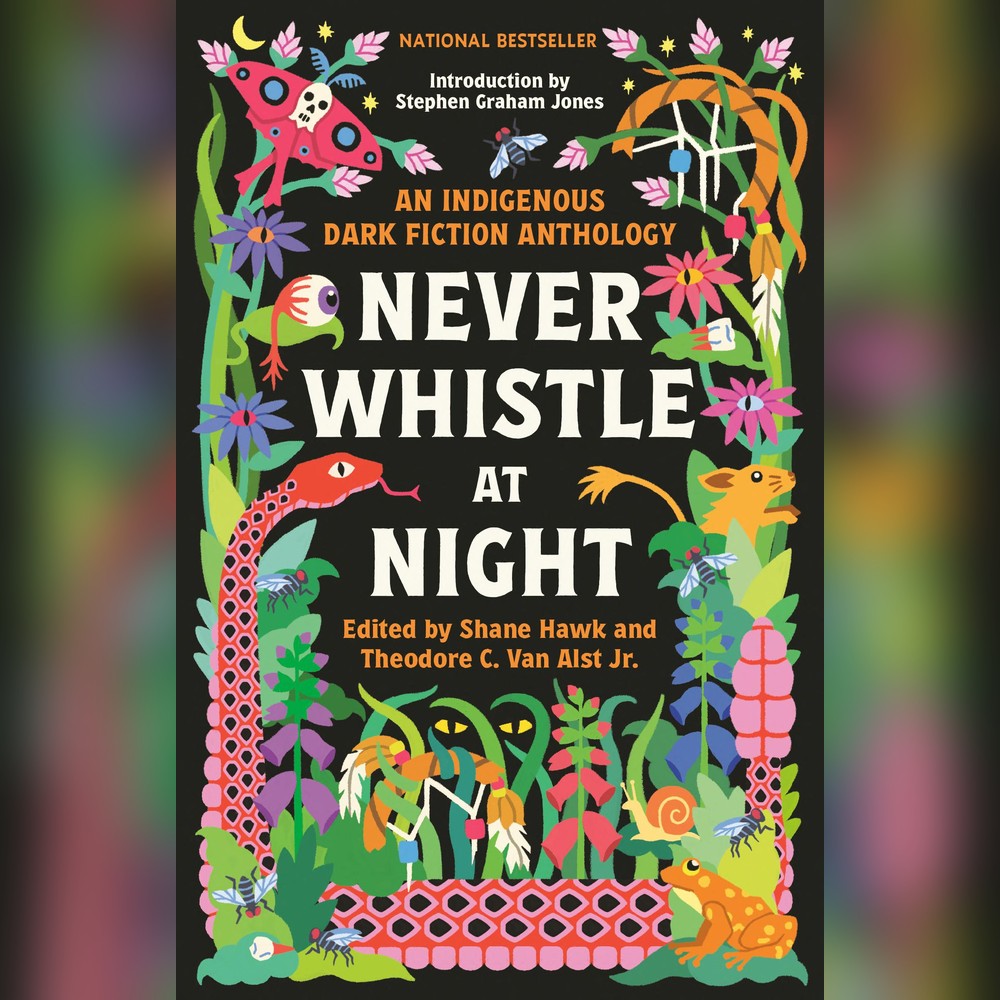 NATIONAL BESTSELLER
Introduction by
Stephen Graham Jones
AN INDIGENOUS
DARK FICTION ANTHOLOGY
NEVER
WHISTLE
AT
NIGHT
Edited by Shane Hawk and
Theodore C. Van Alst Jr.